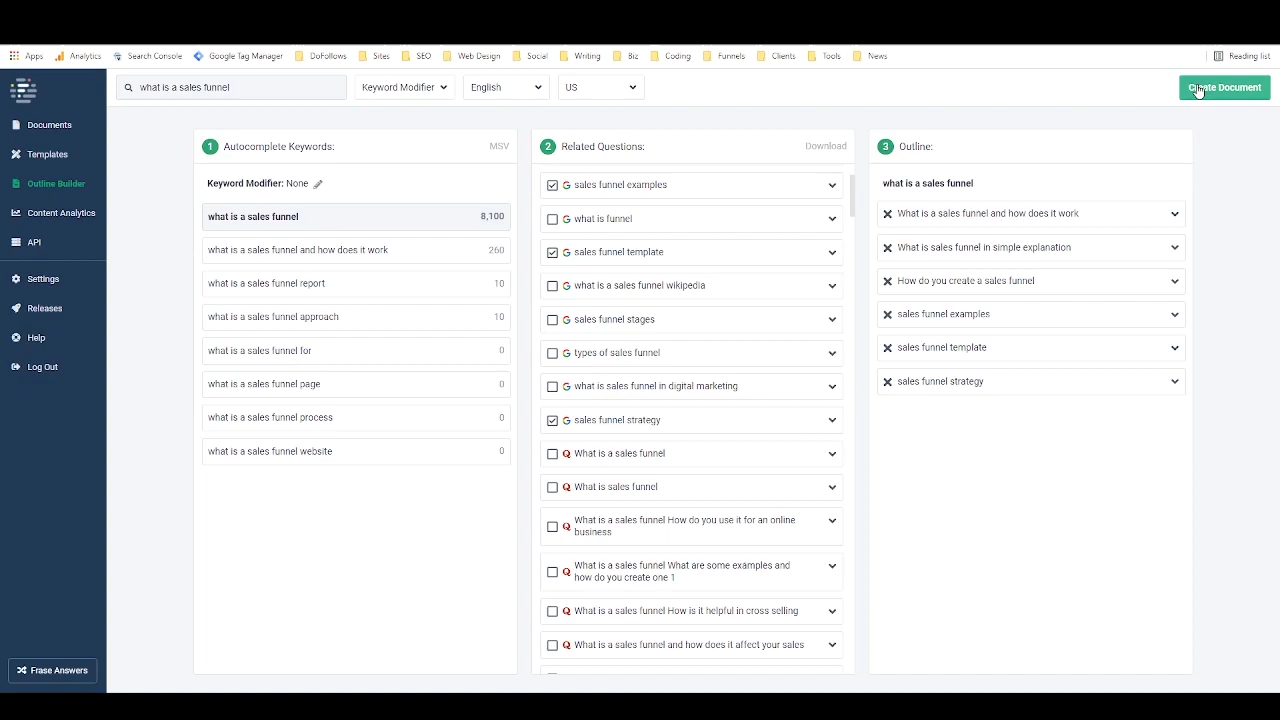 Apps
Analytics
Search Console
Google Tag Manager
DoFollows
Sites
SEO
Web Design
Social
Writing
Biz
Coding
Funnels
Clients
Tools
News
Reading list
what is a sales funnel
Keyword Modifier
English
US
Create Document
Documents
Templates
Outline Builder
Content Analytics
API
Settings
Releases
Help
Log Out
Frase Answers
1 Autocomplete Keywords: MSV
Keyword Modifier: None
what is a sales funnel 8,100
what is a sales funnel and how does it work 260
what is a sales funnel report 10
what is a sales funnel approach 10
what is a sales funnel for 0
what is a sales funnel page 0
what is a sales funnel process 0
what is a sales funnel website 0
2 Related Questions: Download
sales funnel examples
what is funnel
sales funnel template
what is a sales funnel wikipedia
sales funnel stages
types of sales funnel
what is sales funnel in digital marketing
sales funnel strategy
What is a sales funnel
What is sales funnel
What is a sales funnel How do you use it for an online
business
What is a sales funnel What are some examples and
how do you create one 1
What is a sales funnel How is it helpful in cross selling
What is a sales funnel and how does it affect your sales
3 Outline:
what is a sales funnel
What is a sales funnel and how does it work
What is sales funnel in simple explanation
How do you create a sales funnel
sales funnel examples
sales funnel template
sales funnel strategy